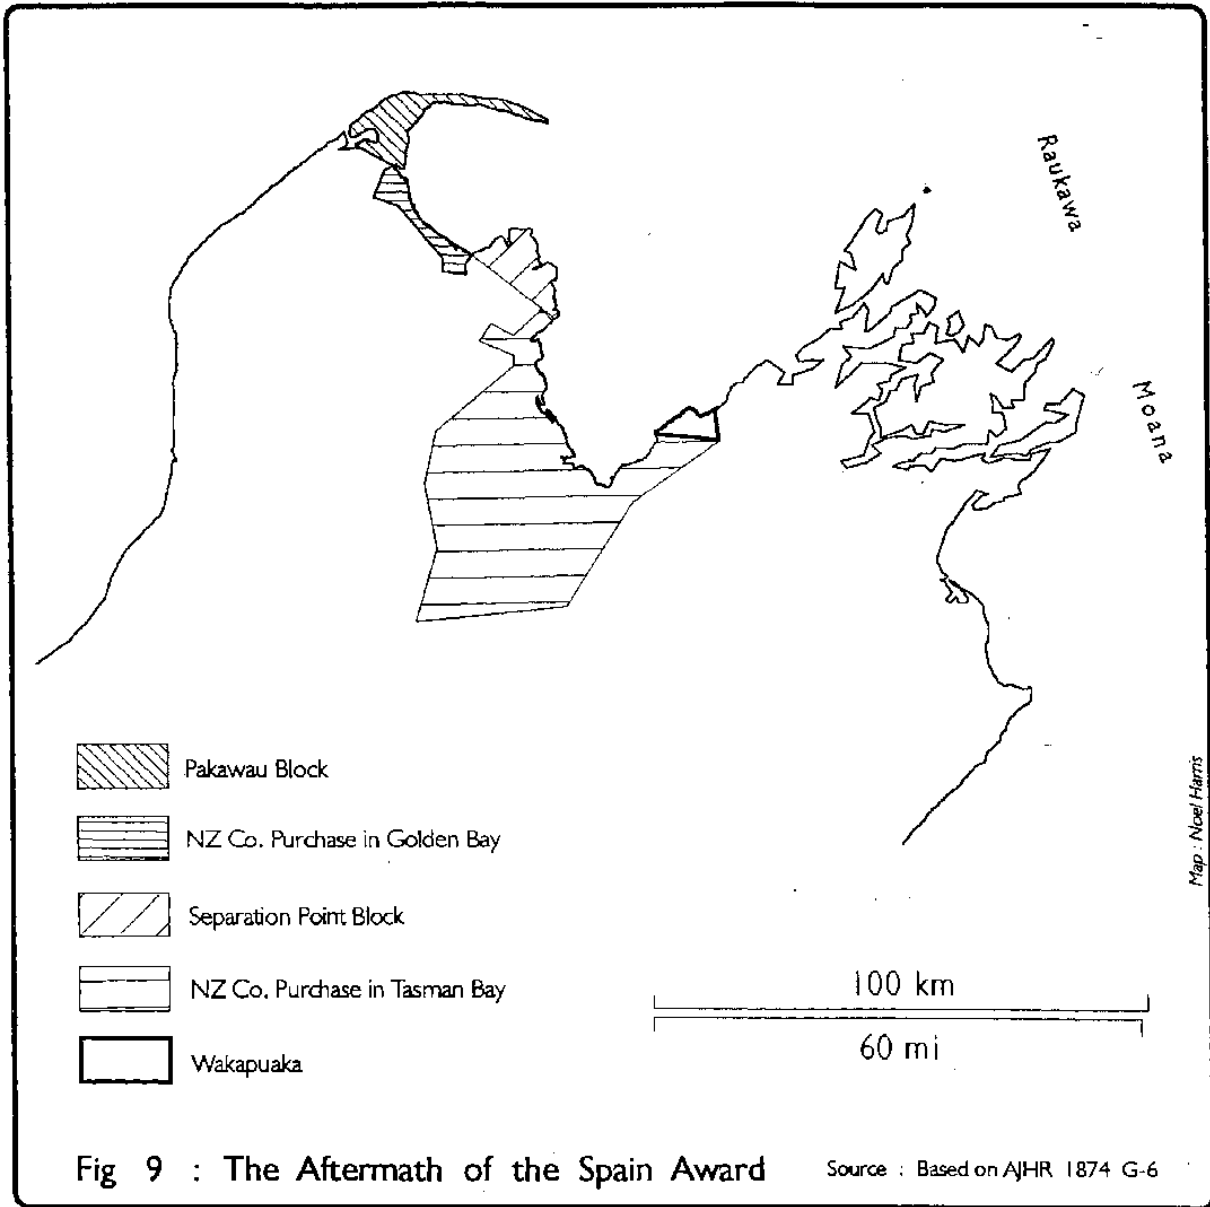 Raukawa
Moana
Pakawau Block
NZ Co. Purchase in Golden Bay
Separation Point Block
NZ Co. Purchase in Tasman Bay
Wakapuaka
100 km
60 mi
Map : Noel Harris
Fig 9 : The Aftermath of the Spain Award
Source : Based on AJHR 1874 G-6